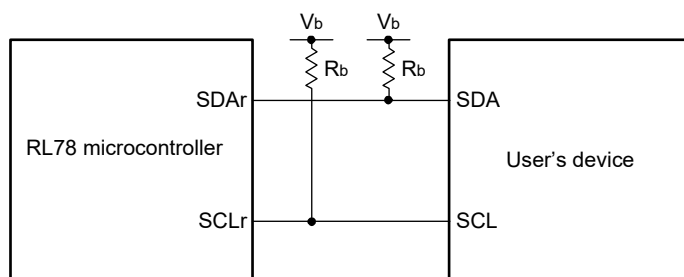 Vb Vb
Rb Rb
SDAr SDA
RL78 microcontroller User's device
SCLr SCL